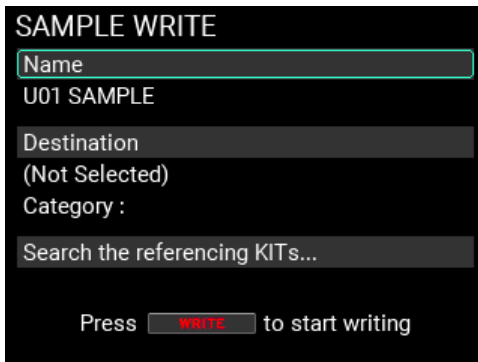 SAMPLE WRITE
Name
U01 SAMPLE
Destination
(Not Selected)
Category :
Search the referencing KITs...
Press WRITE to start writing